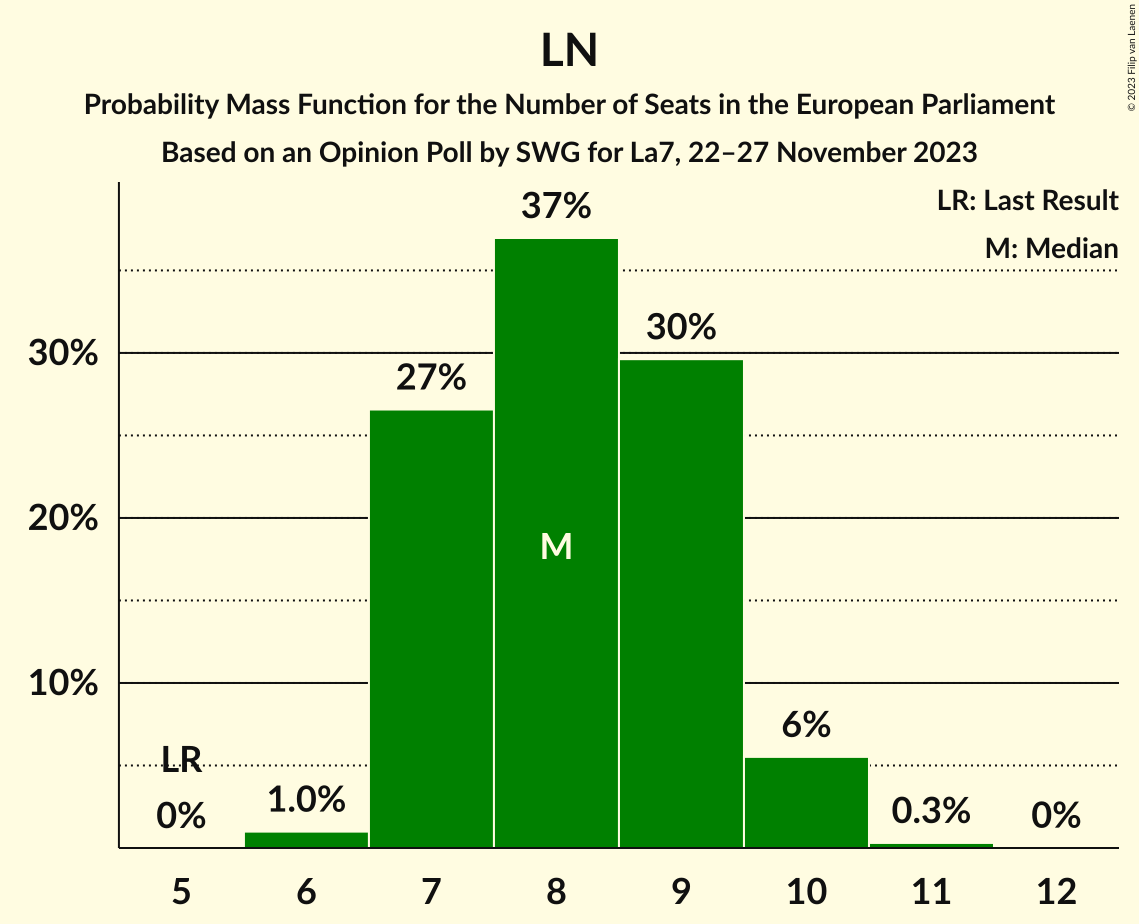 LN
Probability Mass Function for the Number of Seats in the European Parliament
Based on an Opinion Poll by SWG for La7, 22–27 November 2023
© 2023 Filip van Laenen
LR: Last Result
M: Median
37%
30%
27%
30%
20%
M
10%
6%
LR
0%
1.0%
0.3%
0%
5 6 7 8 9 10 11 12